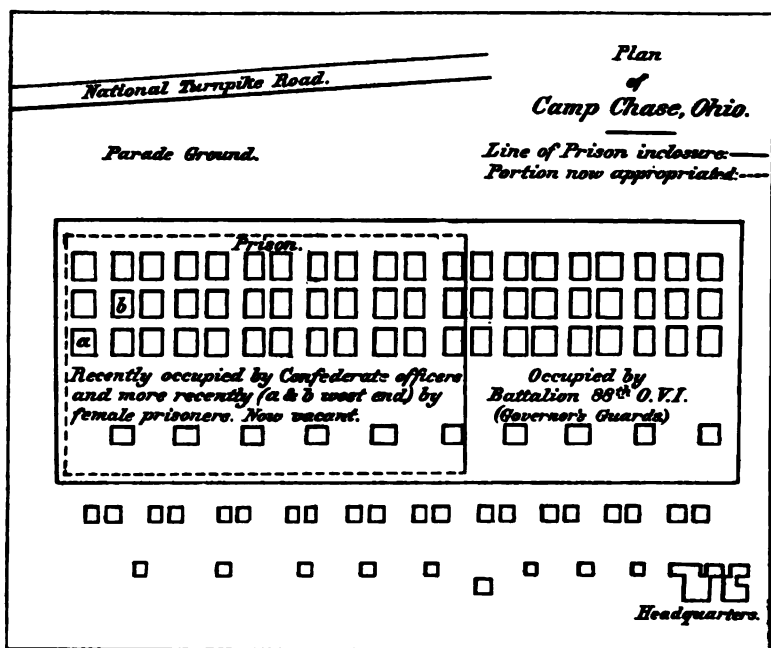 Plan
of
Camp Chase, Ohio.
National Turnpike Road.
Parade Ground.
Line of Prison inclosure:
Portion now appropriated:
Prison.
b
a
Recently occupied by Confederate officers
and more recently (a & b west end) by
female prisoners. Now vacant.
Occupied by
Battalion 88th O.V.I.
(Governor's Guards)
Headquarters.